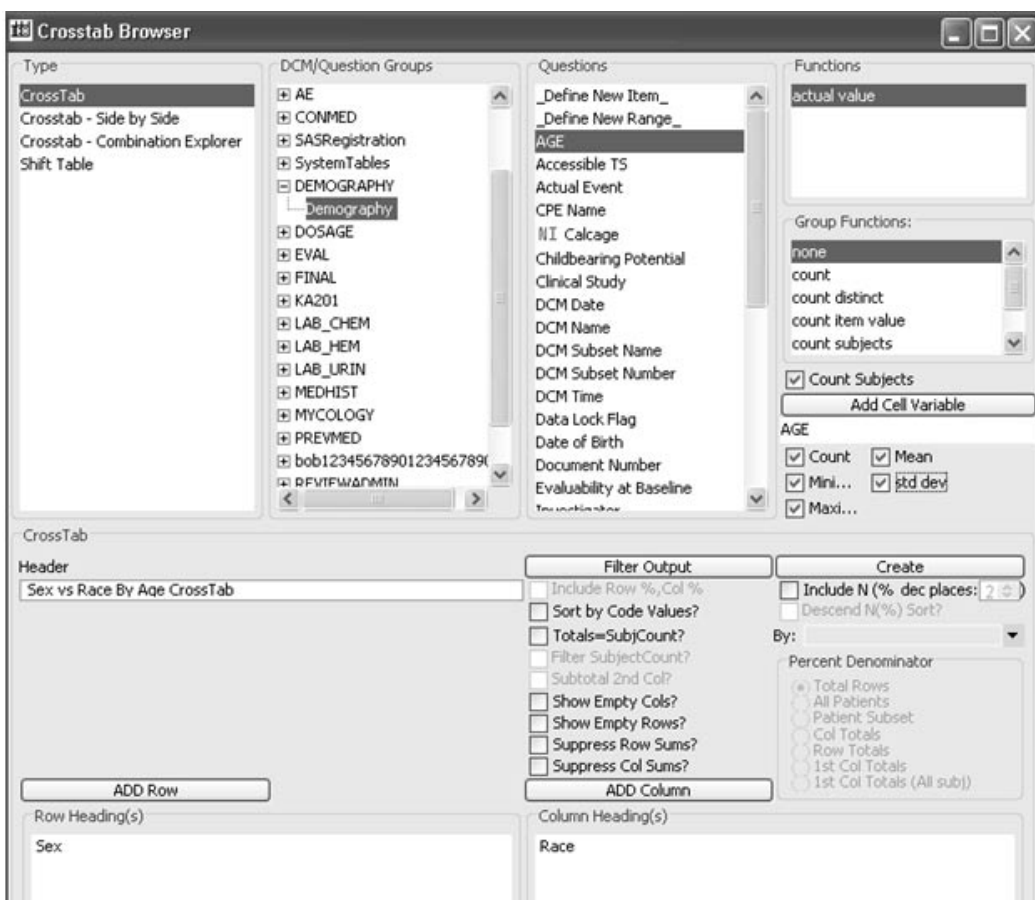 Crosstab Browser
Type
CrossTab
Crosstab - Side by Side
Crosstab - Combination Explorer
Shift Table
DCM/Question Groups
AE
CONMED
SASRegistration
SystemTables
DEMOGRAPHY
Demography
DOSAGE
EVAL
FINAL
KA201
LAB_CHEM
LAB_HEM
LAB_URIN
MEDHIST
MYCOLOGY
PREVMED
bob12345678901234567890(
REVIEWADMIN
Questions
_Define New Item_
_Define New Range_
AGE
Accessible TS
Actual Event
CPE Name
NI Calcage
Childbearing Potential
Clinical Study
DCM Date
DCM Name
DCM Subset Name
DCM Subset Number
DCM Time
Data Lock Flag
Date of Birth
Document Number
Evaluability at Baseline
Investigator
Functions
actual value
Group Functions:
none
count
count distinct
count item value
count subjects
Count Subjects
Add Cell Variable
AGE
Count Mean
Mini... std dev
Maxi...
CrossTab
Header
Sex vs Race By Age CrossTab
ADD Row
Filter Output
Include Row %,Col %
Sort by Code Values?
Totals=SubjCount?
Filter SubjectCount?
Subtotal 2nd Col?
Show Empty Cols?
Show Empty Rows?
Suppress Row Sums?
Suppress Col Sums?
ADD Column
Create
Include N (% dec places: 2 )
Descend N(%) Sort?
By:
Percent Denominator
Total Rows
All Patients
Patient Subset
Col Totals
Row Totals
1st Col Totals
1st Col Totals (All subj)
Row Heading(s)
Sex
Column Heading(s)
Race